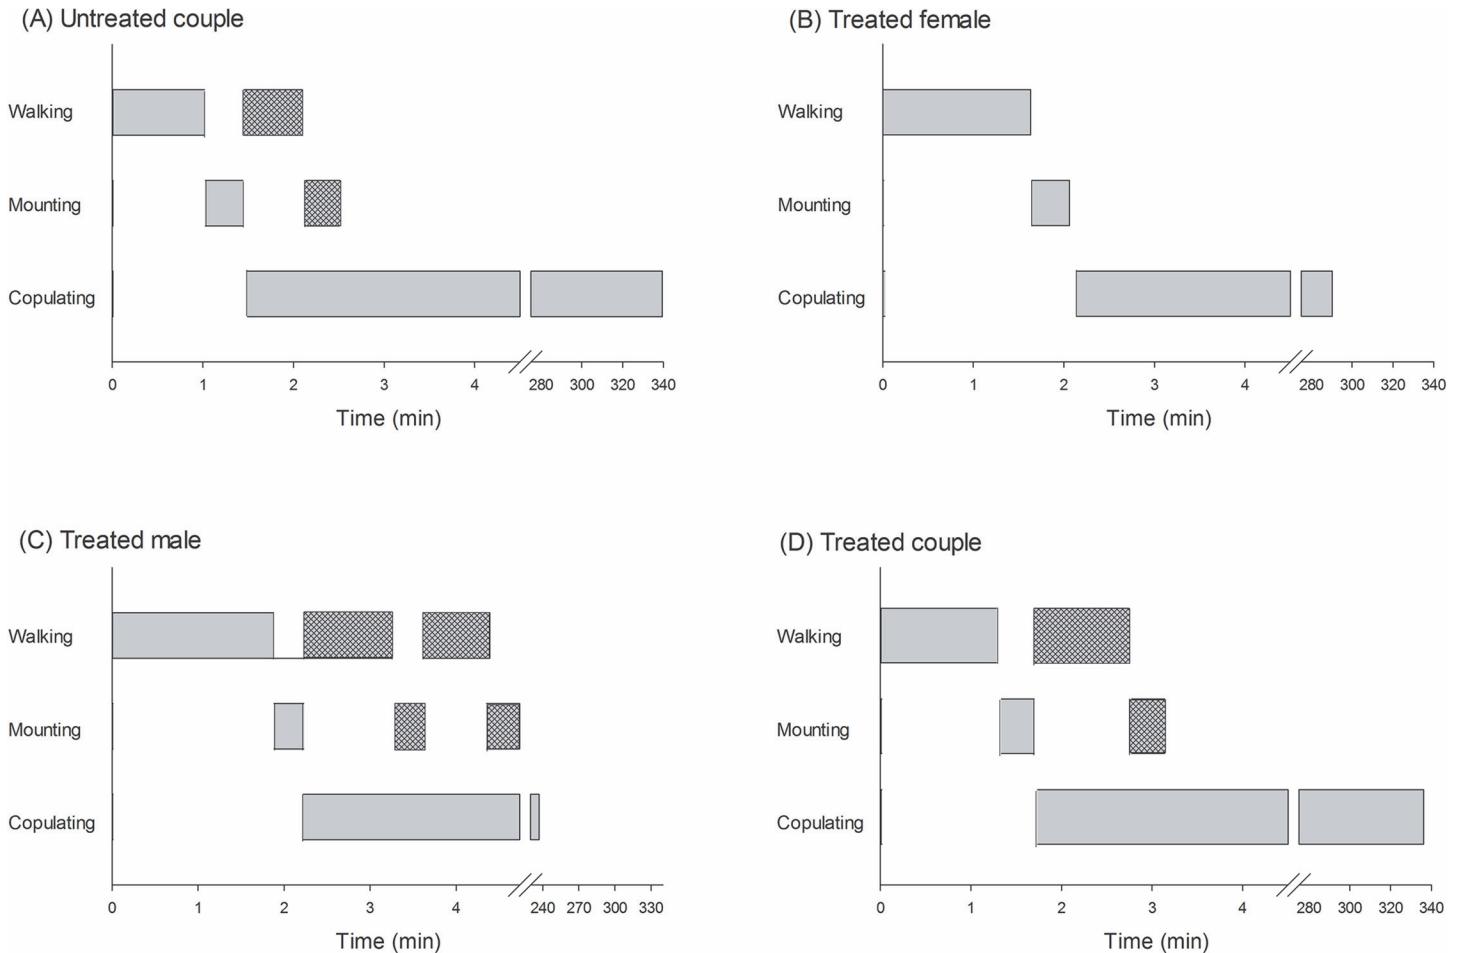 (A) Untreated couple
Walking
Mounting
Copulating
0 1 2 3 4 280 300 320 340
Time (min)
(B) Treated female
Walking
Mounting
Copulating
0 1 2 3 4 280 300 320 340
Time (min)
(C) Treated male
Walking
Mounting
Copulating
0 1 2 3 4 240 270 300 330
Time (min)
(D) Treated couple
Walking
Mounting
Copulating
0 1 2 3 4 280 300 320 340
Time (min)